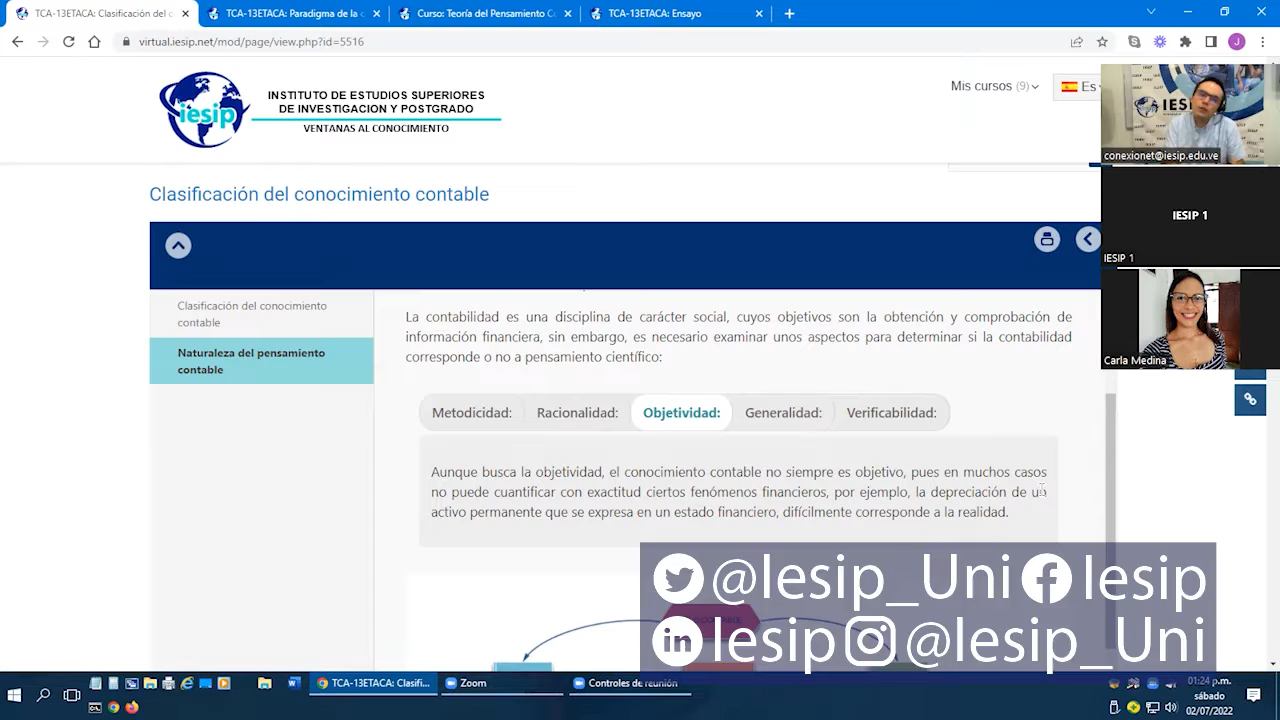 TCA-13ETACA: Clasificación del c
TCA-13ETACA: Paradigma de la c
Curso: Teoría del Pensamiento C
TCA-13ETACA: Ensayo
virtual.iesip.net/mod/page/view.php?id=5516
J
iesip
INSTITUTO DE ESTUDIOS SUPERIORES
DE INVESTIGACION Y POSTGRADO
VENTANAS AL CONOCIMIENTO
Mis cursos (9)
Es
conexionet@iesip.edu.ve
IESIP 1
IESIP 1
Carla Medina
Clasificación del conocimiento contable
Clasificación del conocimiento
contable
Naturaleza del pensamiento
contable
La contabilidad es una disciplina de carácter social, cuyos objetivos son la obtención y comprobación de
información financiera, sin embargo, es necesario examinar unos aspectos para determinar si la contabilidad
corresponde o no a pensamiento científico:
Metodicidad:
Racionalidad:
Objetividad:
Generalidad:
Verificabilidad:
Aunque busca la objetividad, el conocimiento contable no siempre es objetivo, pues en muchos casos
no puede cuantificar con exactitud ciertos fenómenos financieros, por ejemplo, la depreciación de un
activo permanente que se expresa en un estado financiero, difícilmente corresponde a la realidad.
@Iesip_Uni Iesip
Iesip @Iesip_Uni
TCA-13ETACA: Clasifi...
Zoom
Controles de reunión
01:24 p.m.
sábado
02/07/2022